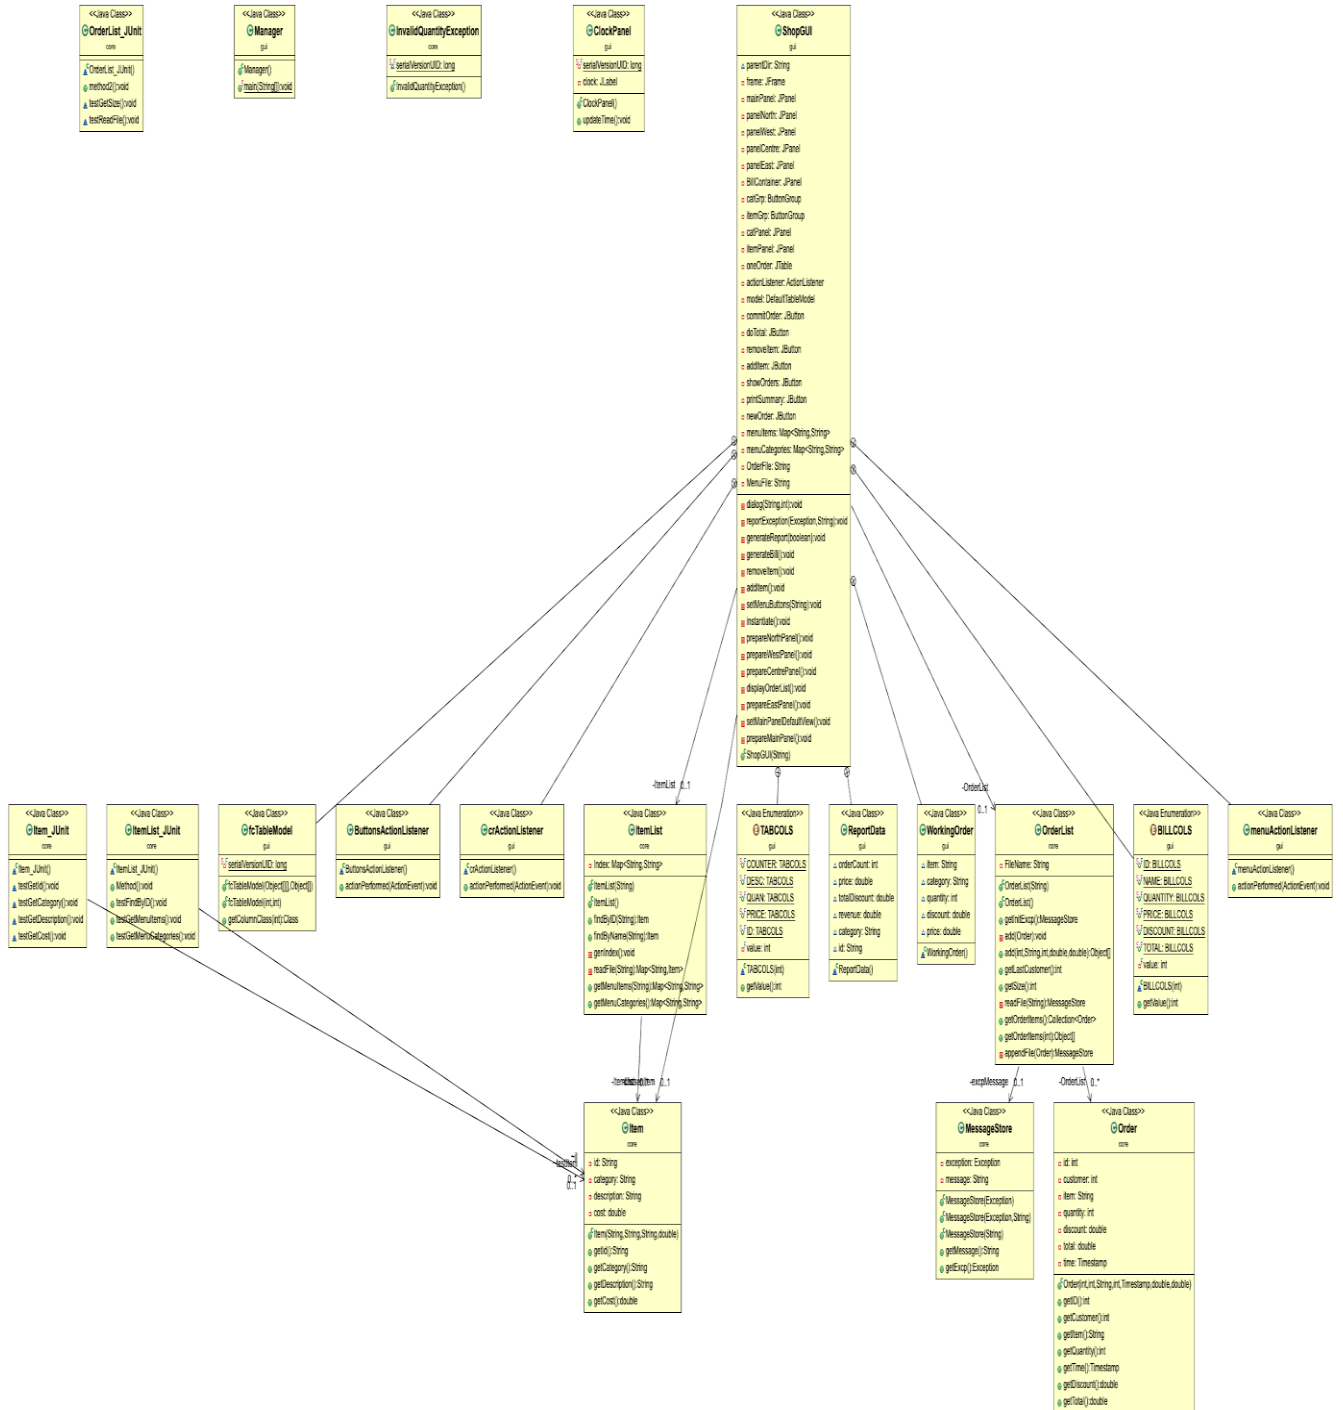 <<Java Class>>
OrderList_JUnit
core
OrderList_JUnit()
method2():void
testGetSize():void
testReadFile():void
<<Java Class>>
Manager
gui
Manager()
main(String[]):void
<<Java Class>>
InvalidQuantityException
core
serialVersionUID: long
InvalidQuantityException()
<<Java Class>>
ClockPanel
gui
serialVersionUID: long
clock: JLabel
ClockPanel()
updateTime():void
<<Java Class>>
ShopGUI
gui
parentDir: String
frame: JFrame
mainPanel: JPanel
panelNorth: JPanel
panelWest: JPanel
panelCentre: JPanel
panelEast: JPanel
BillContainer: JPanel
catGrp: ButtonGroup
itemGrp: ButtonGroup
catPanel: JPanel
itemPanel: JPanel
oneOrder: JTable
actionListener: ActionListener
model: DefaultTableModel
commitOrder: JButton
doTotal: JButton
removeItem: JButton
addItem: JButton
showOrders: JButton
printSummary: JButton
newOrder: JButton
menuItems: Map<String,String>
menuCategories: Map<String,String>
OrderFile: String
MenuFile: String
dialog(String,int):void
reportException(Exception,String):void
generateReport(boolean):void
generateBill():void
removeItem():void
addItem():void
setMenuButtons(String):void
instantiate():void
prepareNorthPanel():void
prepareWestPanel():void
prepareCentrePanel():void
displayOrderList():void
prepareEastPanel():void
setMainPanelDefaultView():void
prepareMainPanel():void
ShopGUI(String)
-ItemList 0..1
-OrderList
0..1
<<Java Class>>
Item_JUnit
core
Item_JUnit()
testGetId():void
testGetCategory():void
testGetDescription():void
testGetCost():void
<<Java Class>>
ItemList_JUnit
core
ItemList_JUnit()
Method():void
testFindByID():void
testGetMenuItems():void
testGetMenuCategories():void
<<Java Class>>
fcTableModel
gui
serialVersionUID: long
fcTableModel(Object[][],Object[])
fcTableModel(int,int)
getColumnClass(int):Class
<<Java Class>>
ButtonsActionListener
gui
ButtonsActionListener()
actionPerformed(ActionEvent):void
<<Java Class>>
crActionListener
gui
crActionListener()
actionPerformed(ActionEvent):void
<<Java Class>>
ItemList
core
Index: Map<String,String>
ItemList(String)
ItemList()
findByID(String):Item
findByName(String):Item
genIndex():void
readFile(String):Map<String,Item>
getMenuItems(String):Map<String,String>
getMenuCategories():Map<String,String>
<<Java Enumeration>>
TABCOLS
gui
COUNTER: TABCOLS
DESC: TABCOLS
QUAN: TABCOLS
PRICE: TABCOLS
ID: TABCOLS
value: int
TABCOLS(int)
getValue():int
<<Java Class>>
ReportData
gui
orderCount: int
price: double
totalDiscount: double
revenue: double
category: String
id: String
ReportData()
<<Java Class>>
WorkingOrder
gui
item: String
category: String
quantity: int
discount: double
price: double
WorkingOrder()
<<Java Class>>
OrderList
core
FileName: String
OrderList(String)
OrderList()
getInitExcp():MessageStore
add(Order):void
add(int,String,int,double,double):Object[]
getLastCustomer():int
getSize():int
readFile(String):MessageStore
getOrderItems():Collection<Order>
getOrderItems(int):Object[]
appendFile(Order):MessageStore
<<Java Enumeration>>
BILLCOLS
gui
ID: BILLCOLS
NAME: BILLCOLS
QUANTITY: BILLCOLS
PRICE: BILLCOLS
DISCOUNT: BILLCOLS
TOTAL: BILLCOLS
value: int
BILLCOLS(int)
getValue():int
<<Java Class>>
menuActionListener
gui
menuActionListener()
actionPerformed(ActionEvent):void
0..1
-excpMessage 0..1
-OrderList 0..*
0..1
<<Java Class>>
Item
core
id: String
category: String
description: String
cost: double
Item(String,String,String,double)
getId():String
getCategory():String
getDescription():String
getCost():double
<<Java Class>>
MessageStore
core
exception: Exception
message: String
MessageStore(Exception)
MessageStore(Exception,String)
MessageStore(String)
getMessage():String
getExcp():Exception
<<Java Class>>
Order
core
id: int
customer: int
item: String
quantity: int
discount: double
total: double
time: Timestamp
Order(int,int,String,int,Timestamp,double,double)
getID():int
getCustomer():int
getItem():String
getQuantity():int
getTime():Timestamp
getDiscount():double
getTotal():double